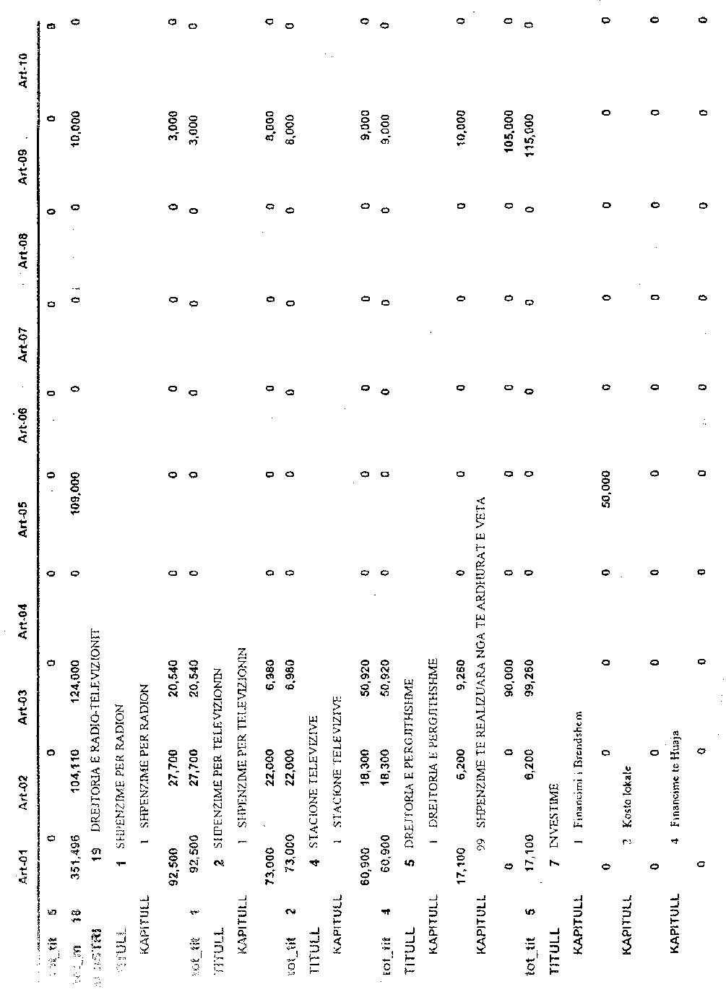 Art-01 Art-02 Art-03 Art-04 Art-05 Art-06 Art-07 Art-08 Art-09 Art-10
tot_tit 5 0 0 0 0 0 0 0 0 0 0
tot_m 18 351,496 104,110 124,000 0 109,000 0 0 0 10,000 0
19 DREJTORIA E RADIO-TELEVIZIONIT
TITULL 1 SHPENZIME PER RADION
KAPITULL 1 SHPENZIME PER RADION
92,500 27,700 20,540 0 0 0 0 0 3,000 0
tot_tit 1 92,500 27,700 20,540 0 0 0 0 0 3,000 0
TITULL 2 SHPENZIME PER TELEVIZIONIN
KAPITULL 1 SHPENZIME PER TELEVIZIONIN
73,000 22,000 6,980 0 0 0 0 0 0
tot_tit 2 73,000 22,000 6,980 0 0 0 0 0 0
TITULL 4 STACIONE TELEVIZIVE
KAPITULL 1 STACIONE TELEVIZIVE
60,900 18,300 50,920 0 0 0 0 0 9,000 0
tot_tit 4 60,900 18,300 50,920 0 0 0 0 0 9,000 0
TITULL 5 DREJTORIA E PERGJITHSHME
KAPITULL 1 DREJTORIA E PERGJITHSHME
17,100 6,200 9,260 0 0 0 0 0 10,000 0
KAPITULL 99 SHPENZIME TE REALIZUARA NGA TE ARDHURAT E VETA
0 0 90,000 0 0 0 0 0 105,000 0
tot_tit 5 17,100 6,200 99,260 0 0 0 0 0 115,000 0
TITULL 7 INVESTIME
KAPITULL 1 Financimi i Brendshem
0 0 0 0 50,000 0 0 0 0 0
KAPITULL 2 Kosto lokale
0 0 0 0 0 0 0 0 0 0
KAPITULL 4 Financime te Huaja
0 0 0 0 0 0 0 0 0 0